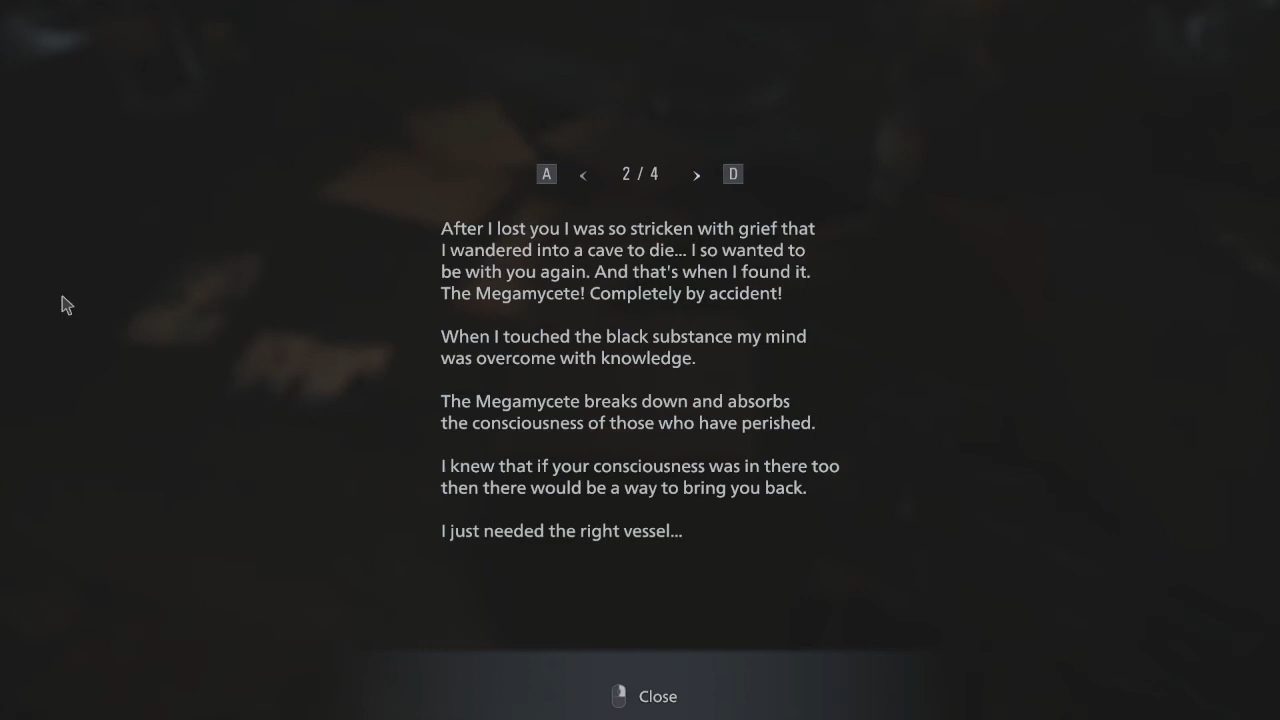 A < 2 / 4 > D
After I lost you I was so stricken with grief that
I wandered into a cave to die... I so wanted to
be with you again. And that's when I found it.
The Megamycete! Completely by accident!
When I touched the black substance my mind
was overcome with knowledge.
The Megamycete breaks down and absorbs
the consciousness of those who have perished.
I knew that if your consciousness was in there too
then there would be a way to bring you back.
I just needed the right vessel...
Close